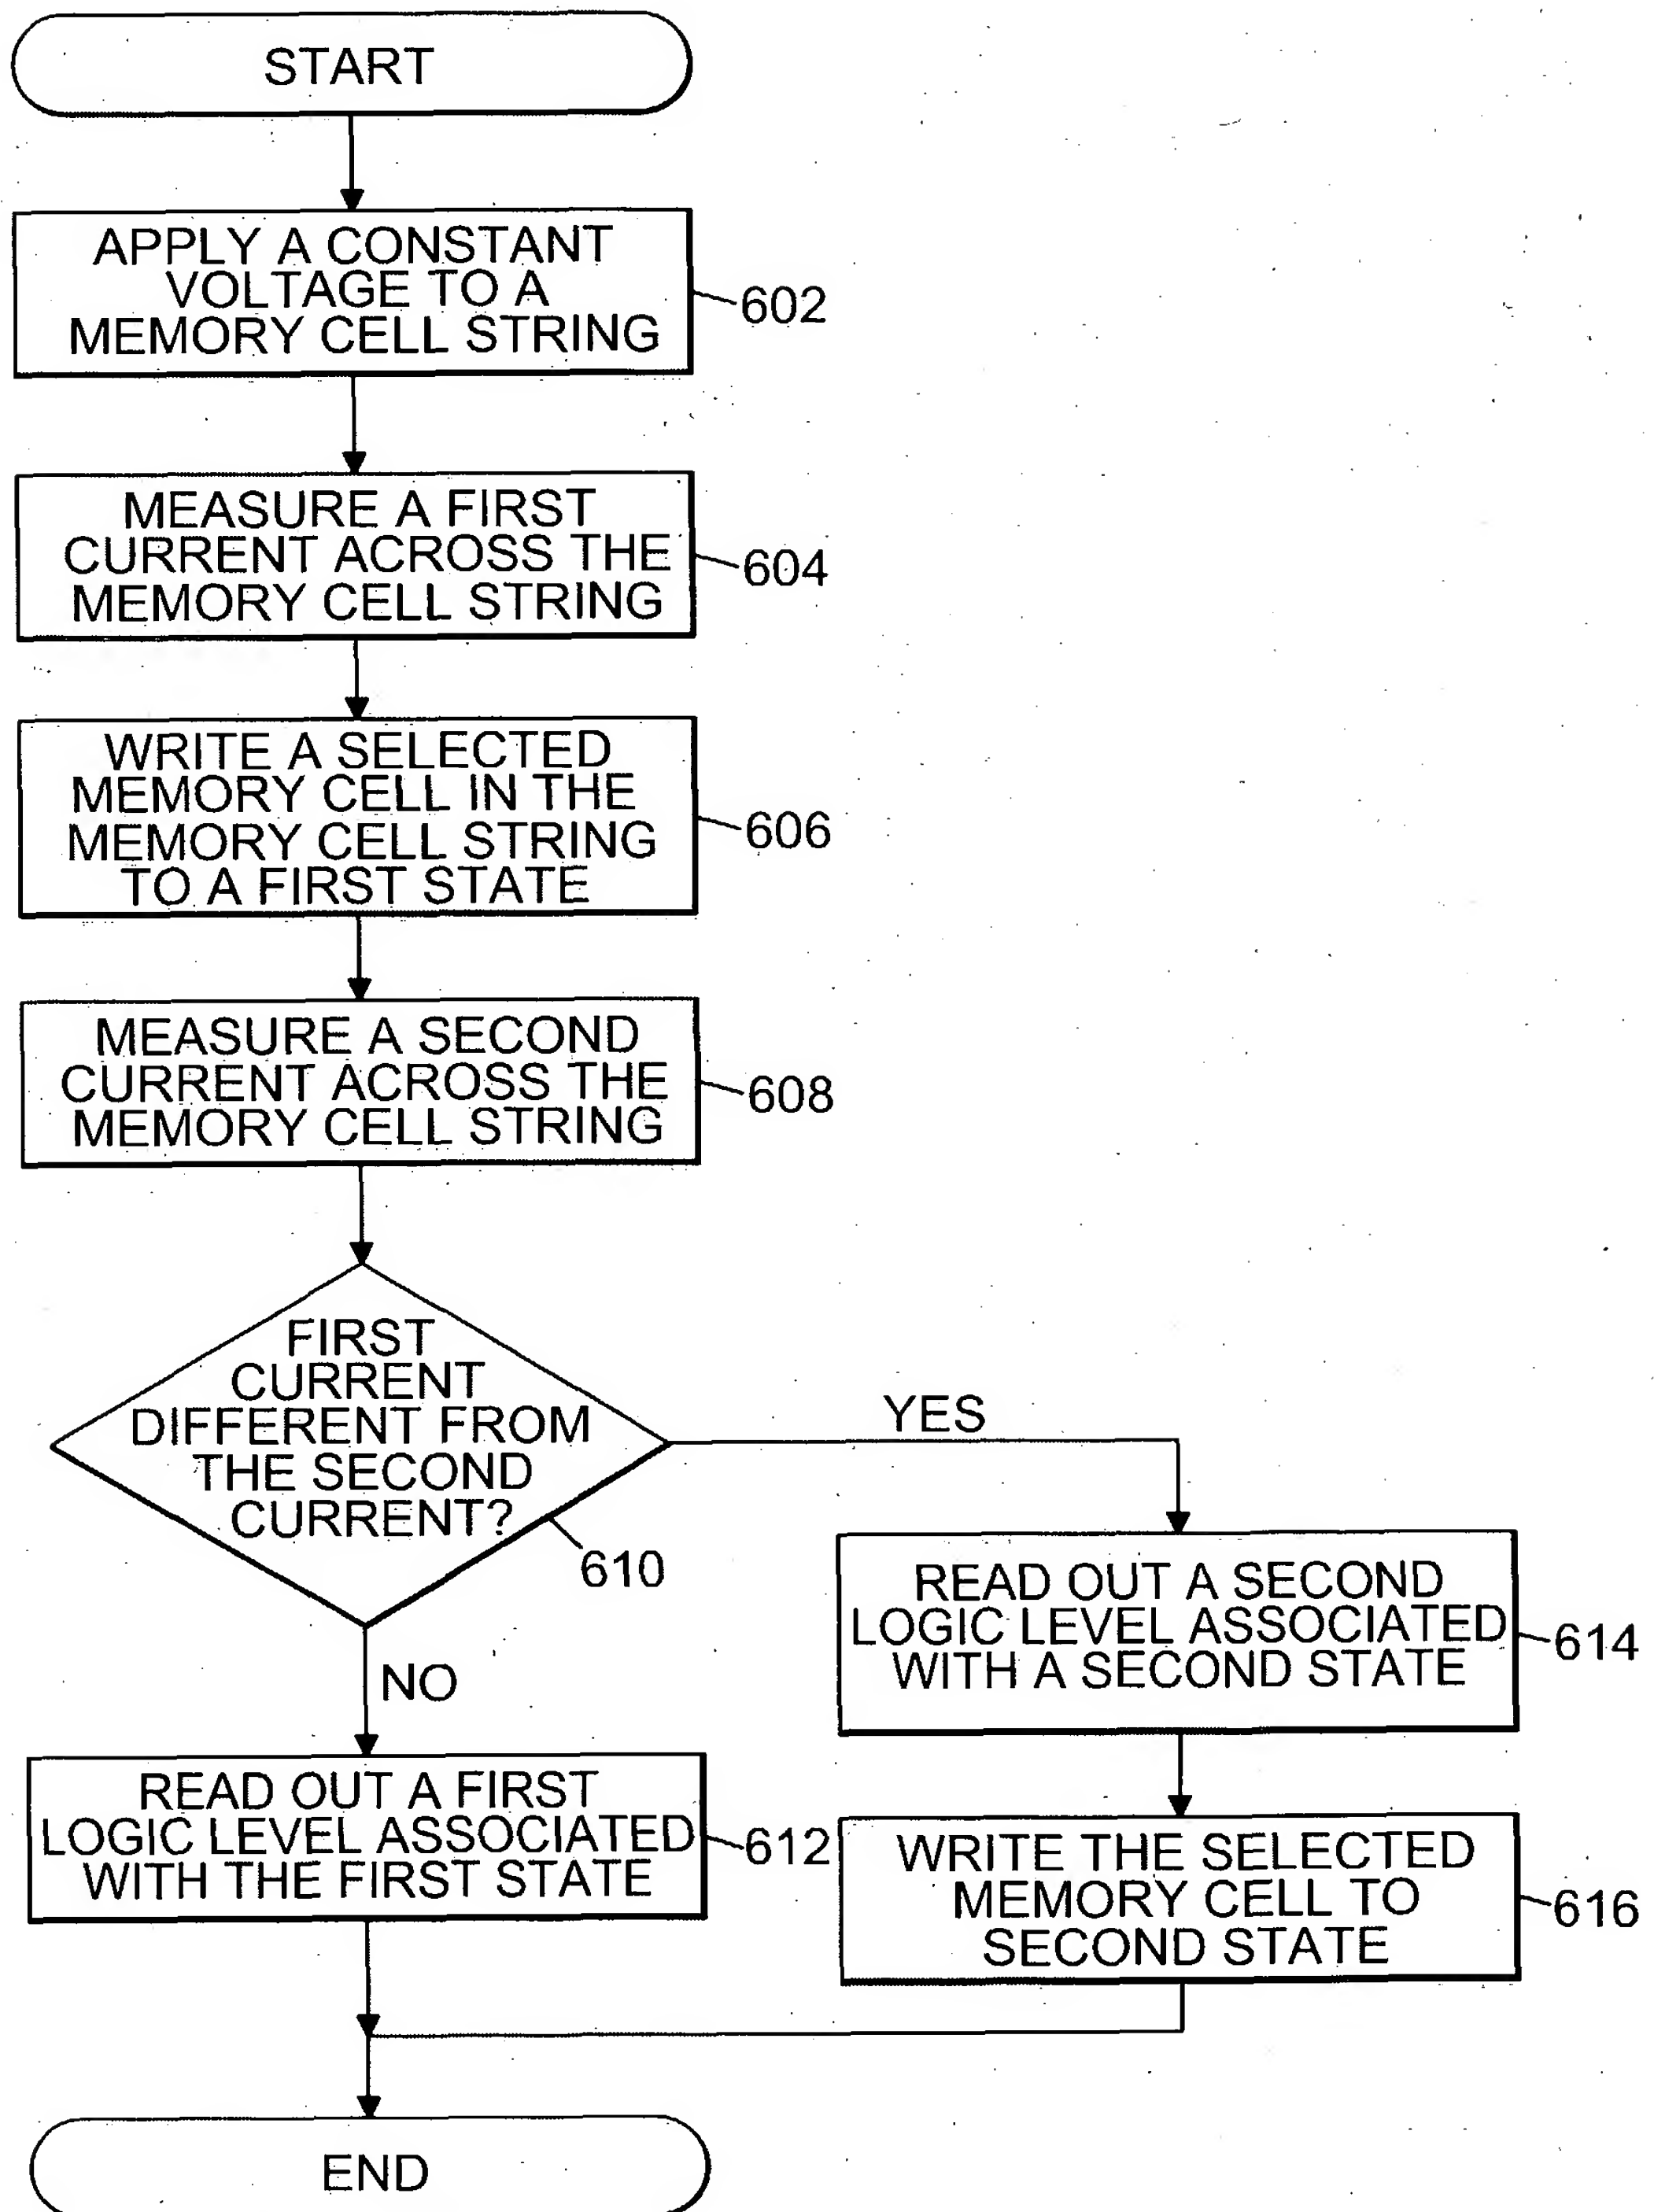 START
APPLY A CONSTANT
VOLTAGE TO A
MEMORY CELL STRING
602
MEASURE A FIRST
CURRENT ACROSS THE
MEMORY CELL STRING
604
WRITE A SELECTED
MEMORY CELL IN THE
MEMORY CELL STRING
TO A FIRST STATE
606
MEASURE A SECOND
CURRENT ACROSS THE
MEMORY CELL STRING
608
FIRST
CURRENT
DIFFERENT FROM
THE SECOND
CURRENT?
610
YES
NO
READ OUT A SECOND
LOGIC LEVEL ASSOCIATED
WITH A SECOND STATE
614
READ OUT A FIRST
LOGIC LEVEL ASSOCIATED
WITH THE FIRST STATE
612
WRITE THE SELECTED
MEMORY CELL TO
SECOND STATE
616
END